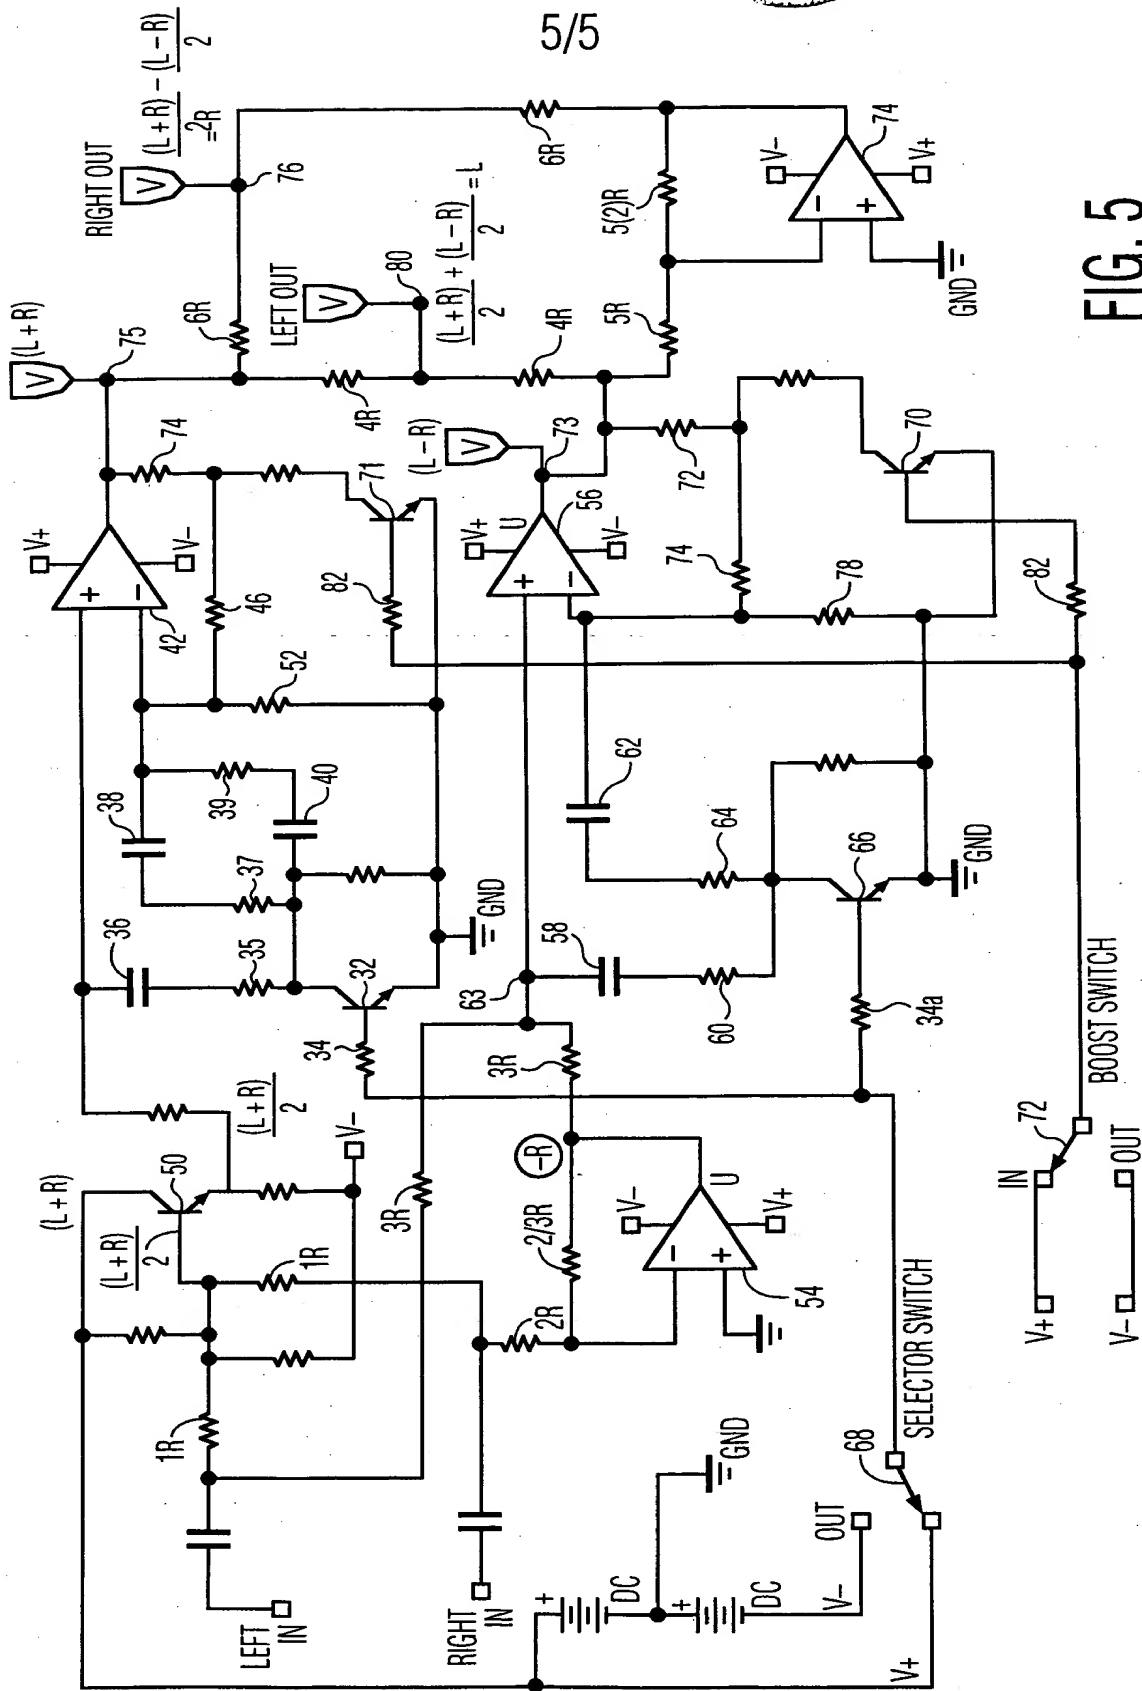 5/5
LEFT
IN
RIGHT
IN
1R
(L+R)
2
(L+R)
50
(L+R)
2
1R
V-
3R
2R
2/3R
-R
3R
V-
V+
U
54
+
DC
+
DC
GND
V-
OUT
V+
68
SELECTOR SWITCH
36
35
34
32
37
38
39
40
GND
52
46
42
+
-
V+
V-
74
82
71
(L+R)
75
6R
RIGHT OUT
V
76
(L+R) - (L-R)
2
=2R
LEFT OUT
V
80
(L+R) + (L-R) = L
2
2
4R
4R
(L-R)
V
73
63
58
60
62
64
66
34a
GND
V+
U
56
V-
+
-
72
74
78
70
82
5R
5(2)R
6R
V-
74
V+
-
+
GND
V+
IN
72
V-
OUT
BOOST SWITCH
FIG. 5